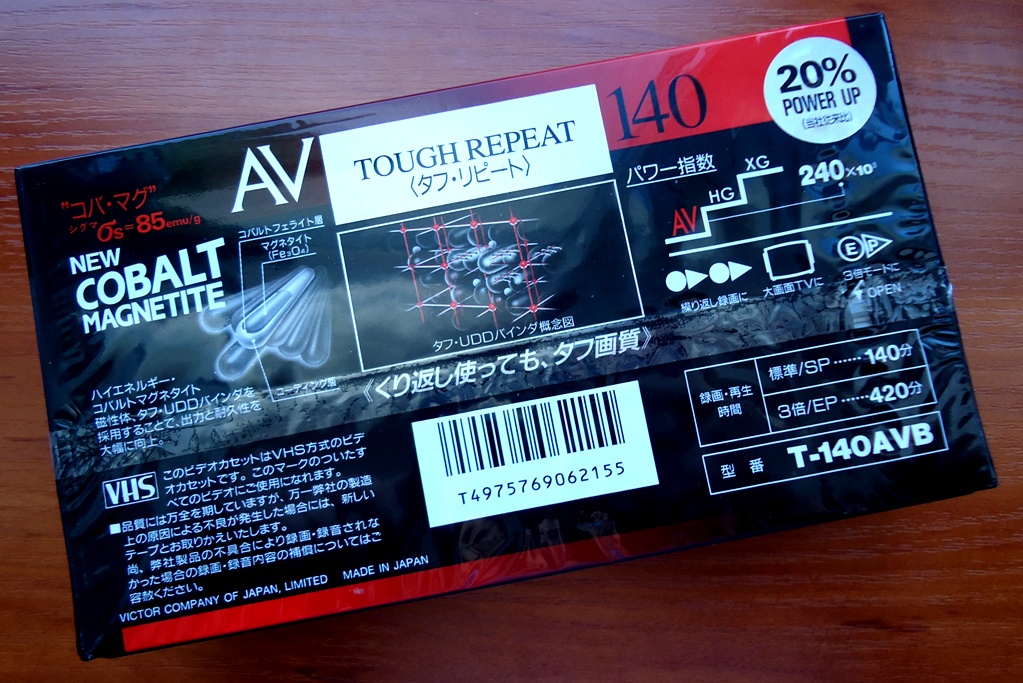 AV
TOUGH REPEAT
〈タフ・リピート〉
140
20%
POWER UP
(当社従来比)
"コバ・マグ"
シグマ
σs=85emu/g
NEW
COBALT
MAGNETITE
コバルトフェライト層
マグネタイト
(Fe₃O₄)
コーティング層
タフ・UDDバインダ概念図
パワー指数
AV
HG
XG
240×10³
繰り返し録画に
大画面TVに
EP
3倍モードに
OPEN
《くり返し使っても、タフ画質》
ハイエネルギー・
コバルトマグネタイト
磁性体、タフ・UDDバインダを
採用することで、出力と耐久性を
大幅に向上。
録画・再生
時間
標準/SP ······ 140分
3倍/EP ······ 420分
型 番 T-140AVB
T4975769062155
VHS
このビデオカセットはVHS方式のビデ
オカセットです。このマークのついたす
べてのビデオにご使用になれます。
■品質には万全を期していますが、万一弊社の製造
上の原因による不良が発生した場合には、新しい
テープとお取りかえいたします。
尚、弊社製品の不具合により録画・録音されな
かった場合の録画・録音内容の補償についてはご
容赦ください。
VICTOR COMPANY OF JAPAN, LIMITED MADE IN JAPAN